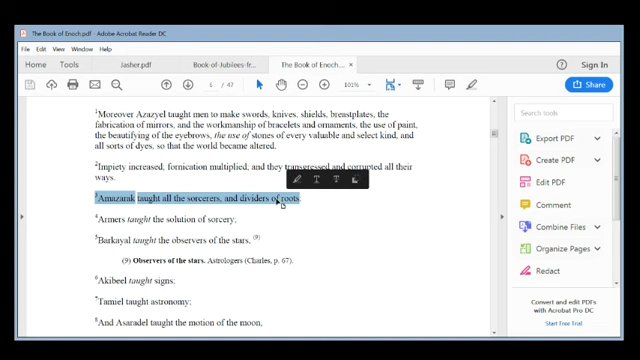 The Book of Enoch.pdf - Adobe Acrobat Reader DC
File Edit View Window Help
Home Tools Jasher.pdf Book-of-Jubilees-fr... The Book of Enoch.... × ? Sign In
6 / 47 101% Share
1Moreover Azazyel taught men to make swords, knives, shields, breastplates, the
fabrication of mirrors, and the workmanship of bracelets and ornaments, the use of paint,
the beautifying of the eyebrows, the use of stones of every valuable and select kind, and
all sorts of dyes, so that the world became altered.
2Impiety increased; fornication multiplied; and they transgressed and corrupted all their
ways.
3Amazarak taught all the sorcerers, and dividers of roots:
4Armers taught the solution of sorcery;
5Barkayal taught the observers of the stars, (9)
(9) Observers of the stars. Astrologers (Charles, p. 67).
6Akibeel taught signs;
7Tamiel taught astronomy;
8And Asaradel taught the motion of the moon,
Search tools
Export PDF
Create PDF
Edit PDF
Comment
Combine Files
Organize Pages
Redact
Convert and edit PDFs
with Acrobat Pro DC
Start Free Trial